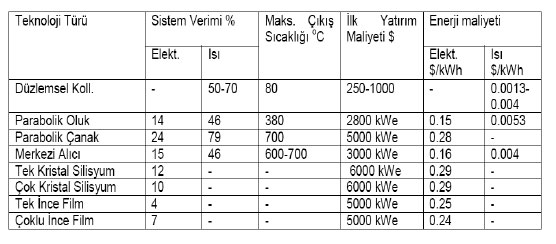 Teknoloji Türü Sistem Verimi % Maks. Çıkış İlk Yatırım Enerji maliyeti
Sıcaklığı °C Maliyeti $
Elekt. Isı Elekt. Isı
$/kWh $/kWh
Düzlemsel Koll. - 50-70 80 250-1000 - 0.0013-
0.004
Parabolik Oluk 14 46 380 2800 kWe 0.15 0.0053
Parabolik Çanak 24 79 700 5000 kWe 0.28 -
Merkezi Alıcı 15 46 600-700 3000 kWe 0.16 0.004
Tek Kristal Silisyum 12 - - 6000 kWe 0.29 -
Çok Kristal Silisyum 10 - - 6000 kWe 0.29 -
Tek İnce Film 4 - - 5000 kWe 0.25 -
Çoklu İnce Film 7 - - 5000 kWe 0.24 -